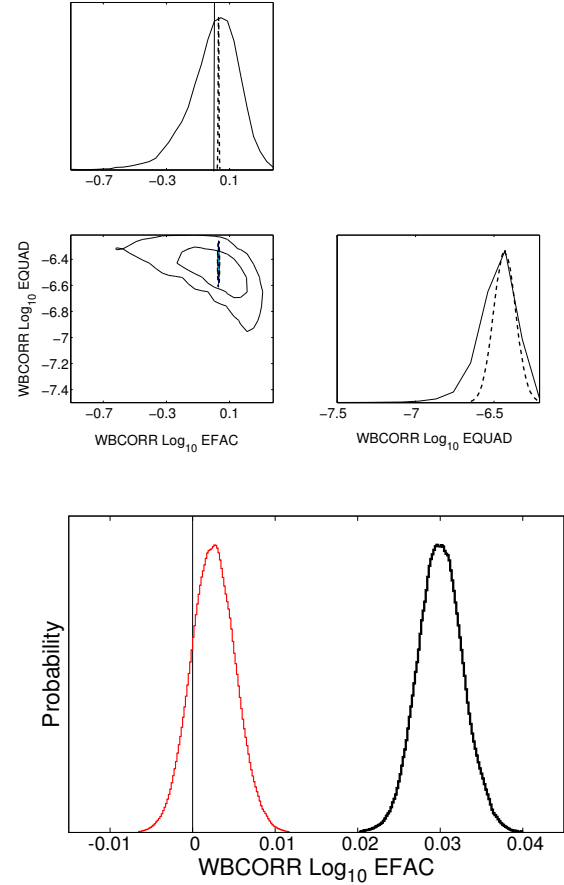 −0.7 −0.3 0.1
WBCORR Log10 EQUAD
−6.4
−6.6
−6.8
−7
−7.2
−7.4
−0.7 −0.3 0.1
WBCORR Log10 EFAC
−7.5 −7 −6.5
WBCORR Log10 EQUAD
Probability
-0.01 0 0.01 0.02 0.03 0.04
WBCORR Log10 EFAC